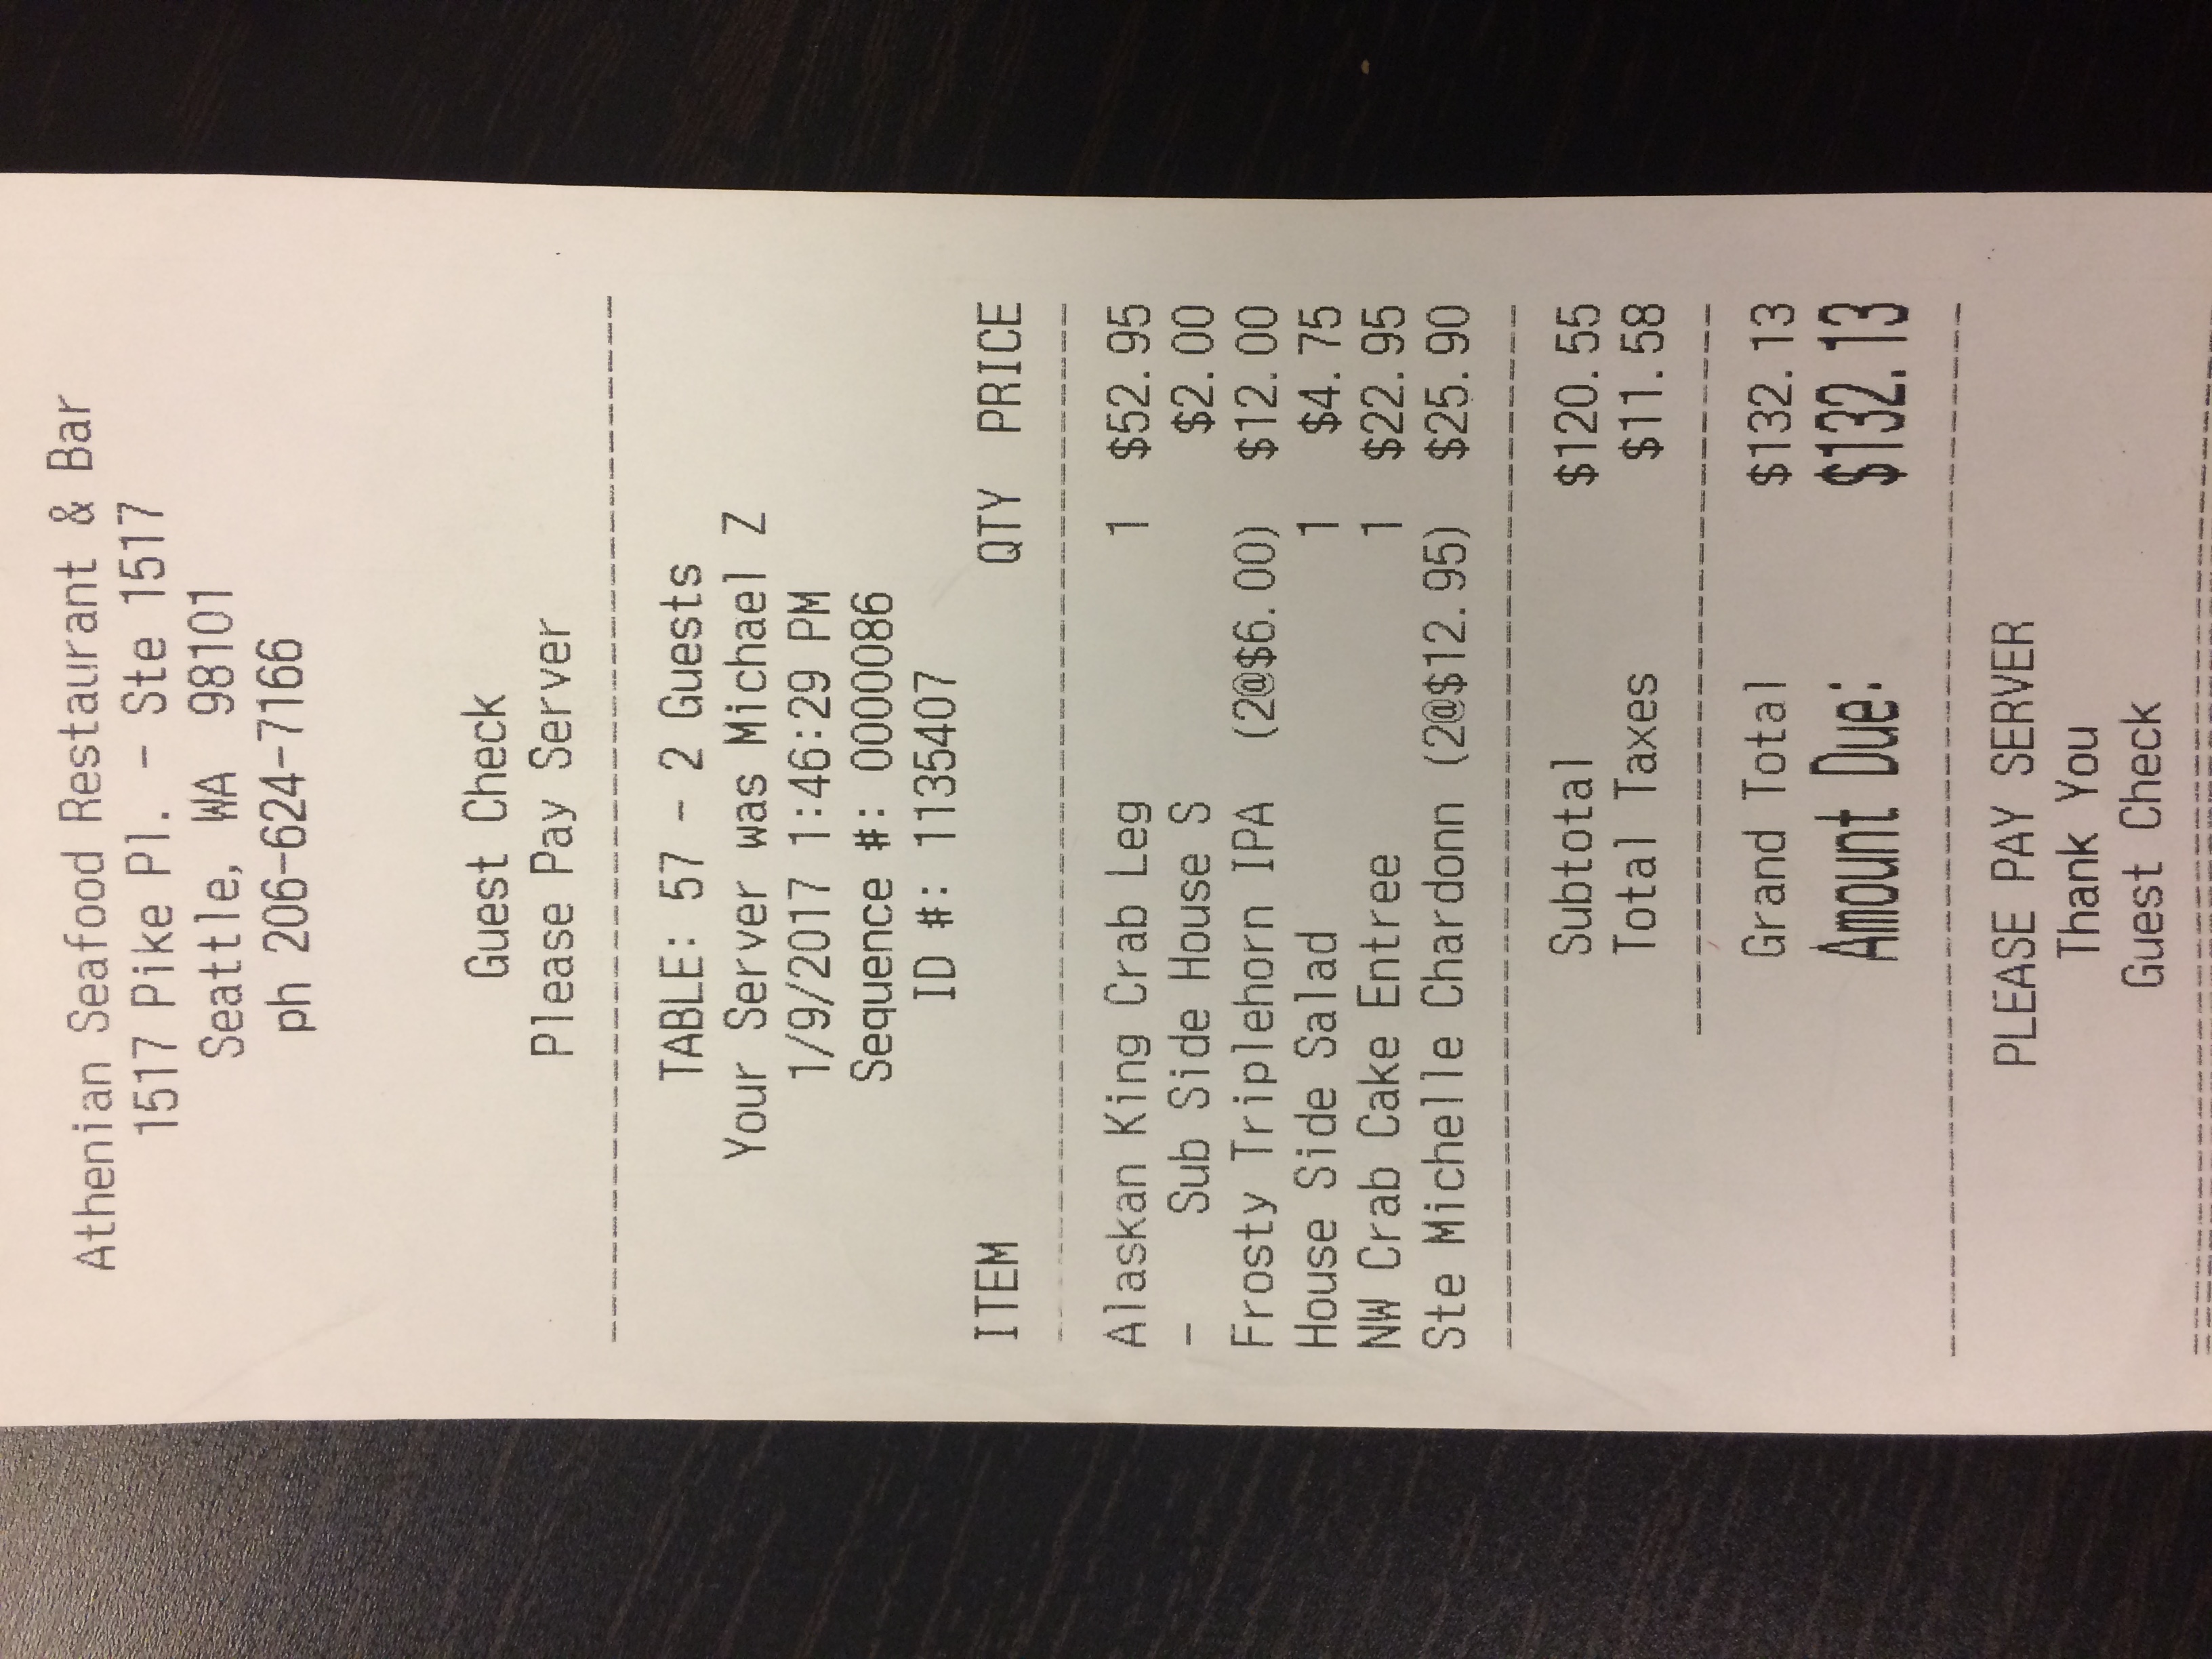 Athenian Seafood Restaurant & Bar
1517 Pike Pl. - Ste 1517
Seattle, WA 98101
ph 206-624-7166
Guest Check
Please Pay Server
TABLE: 57 - 2 Guests
Your Server was Michael Z
1/9/2017 1:46:29 PM
Sequence #: 0000086
ID #: 1135407
ITEM QTY PRICE
Alaskan King Crab Leg 1 $52.95
- Sub Side House S $2.00
Frosty Triplehorn IPA (2@$6.00) $12.00
House Side Salad 1 $4.75
NW Crab Cake Entree 1 $22.95
Ste Michelle Chardonn (2@$12.95) $25.90
Subtotal $120.55
Total Taxes $11.58
Grand Total $132.13
Amount Due: $132.13
PLEASE PAY SERVER
Thank You
Guest Check